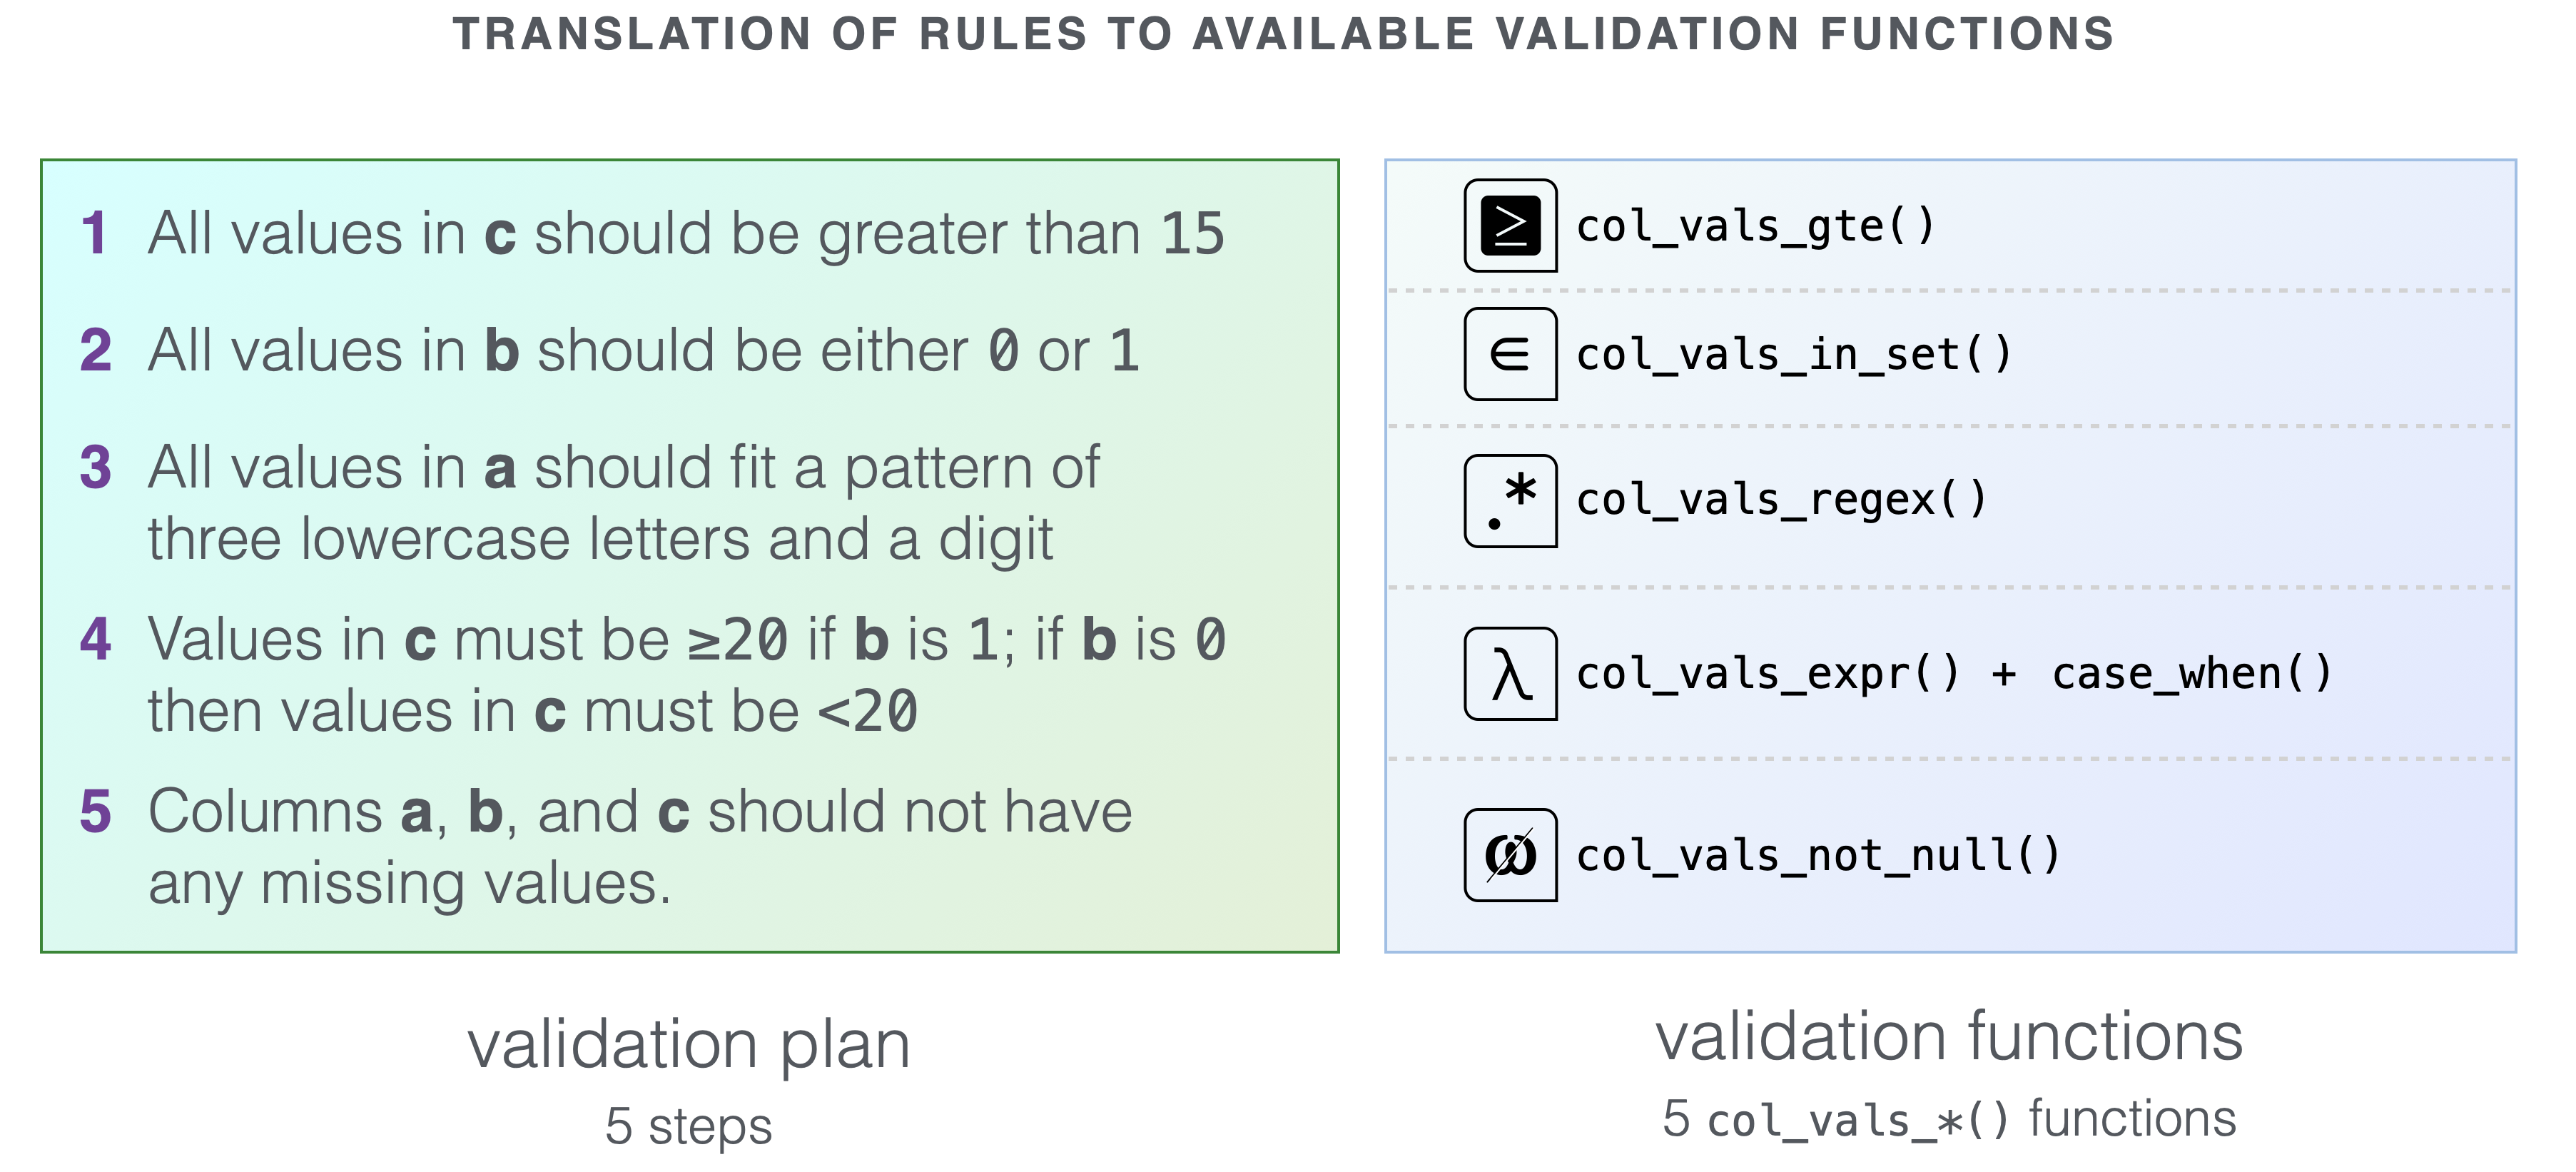 TRANSLATION OF RULES TO AVAILABLE VALIDATION FUNCTIONS
1 All values in c should be greater than 15
2 All values in b should be either 0 or 1
3 All values in a should fit a pattern of
three lowercase letters and a digit
4 Values in c must be ≥20 if b is 1; if b is 0
then values in c must be <20
5 Columns a, b, and c should not have
any missing values.
validation plan
5 steps
≥ col_vals_gte()
∈ col_vals_in_set()
.* col_vals_regex()
λ col_vals_expr() + case_when()
col_vals_not_null()
validation functions
5 col_vals_*() functions